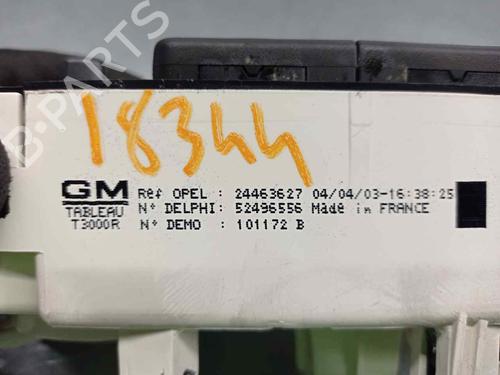 18344
GM Réf OPEL : 24463627 04/04/03-16:38:25
TABLEAU N° DELPHI: 52496556 Made in FRANCE
T3000R N° DEMO : 101172 B
B-PARTS